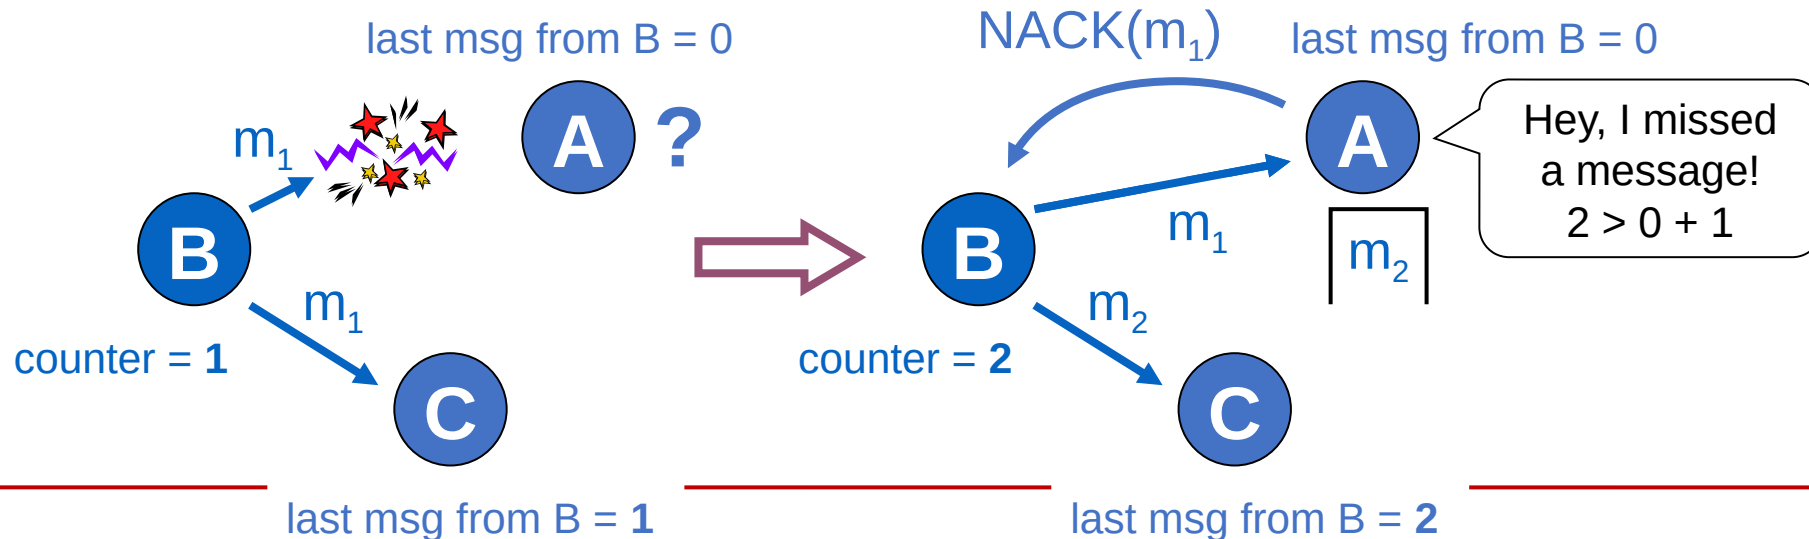 last msg from B = 0
m₁
A ?
B
m₁
counter = 1
C
last msg from B = 1
NACK(m₁)
last msg from B = 0
A
Hey, I missed
a message!
2 > 0 + 1
B
m₁
m₂
m₂
counter = 2
C
last msg from B = 2